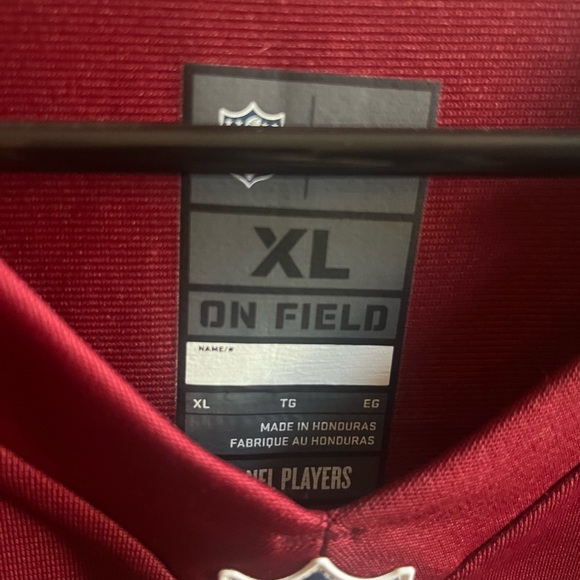 XL
ON FIELD
NAME/#
XL TG EG
MADE IN HONDURAS
FABRIQUE AU HONDURAS
NFL PLAYERS